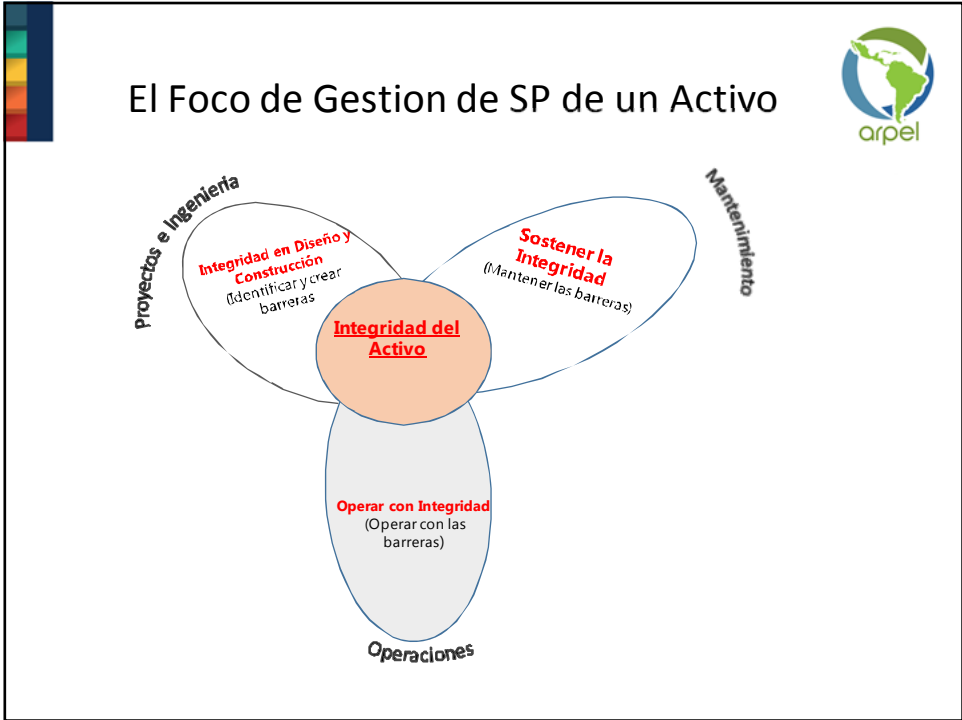 El Foco de Gestion de SP de un Activo
arpel
Proyectos e Ingenieria
Integridad en Diseño y
Construcción
(Identificar y crear
barreras
Sostener la
Integridad
(Mantener las barreras)
Mantenimiento
Integridad del
Activo
Operar con Integridad
(Operar con las
barreras)
Operaciones